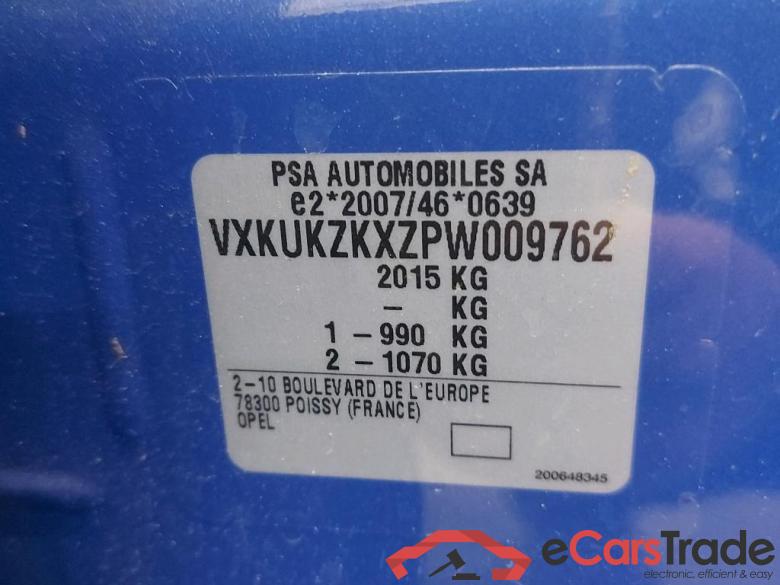 PSA AUTOMOBILES SA
e2*2007/46*0639
VXKUKZKXZPW009762
2015 KG
– KG
1 – 990 KG
2 – 1070 KG
2–10 BOULEVARD DE L'EUROPE
78300 POISSY (FRANCE)
OPEL
200648345
eCarsTrade
electronic, efficient & easy